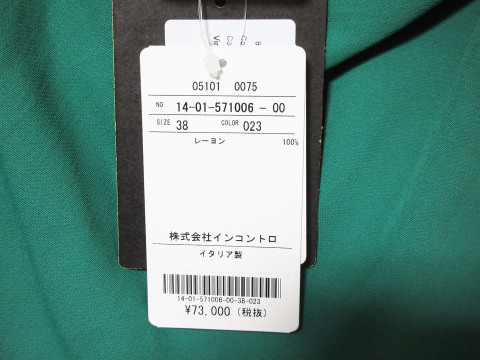 05101 0075
NO 14-01-571006 - 00
SIZE 38 COLOR 023
レーヨン 100%
株式会社インコントロ
イタリア製
14-01-571006-00-38-023
¥73,000 (税抜)